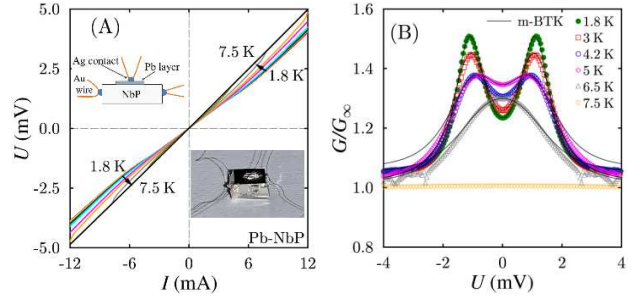 (A)
Ag contact
Pb layer
Au
wire
NbP
7.5 K
1.8 K
1.8 K
7.5 K
Pb-NbP
5.0
2.5
0.0
-2.5
-5.0
U (mV)
-12
-6
0
6
12
I (mA)
(B)
m-BTK
1.8 K
3 K
4.2 K
5 K
6.5 K
7.5 K
1.8
1.6
1.4
1.2
1.0
0.8
G/G∞
-4
-2
0
2
4
U (mV)